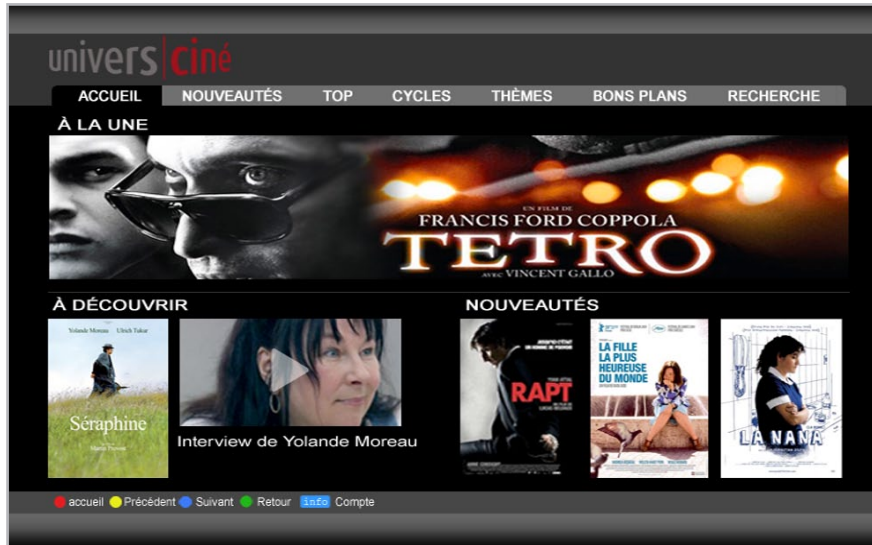 univers ciné
ACCUEIL NOUVEAUTÉS TOP CYCLES THÈMES BONS PLANS RECHERCHE
À LA UNE
UN FILM DE
FRANCIS FORD COPPOLA
TETRO
AVEC VINCENT GALLO
À DÉCOUVRIR
Yolande Moreau Ulrich Tukur
Séraphine
Interview de Yolande Moreau
NOUVEAUTÉS
RAPT
LA FILLE
LA PLUS
HEUREUSE
DU MONDE
LA NANA
accueil Précédent Suivant Retour info Compte